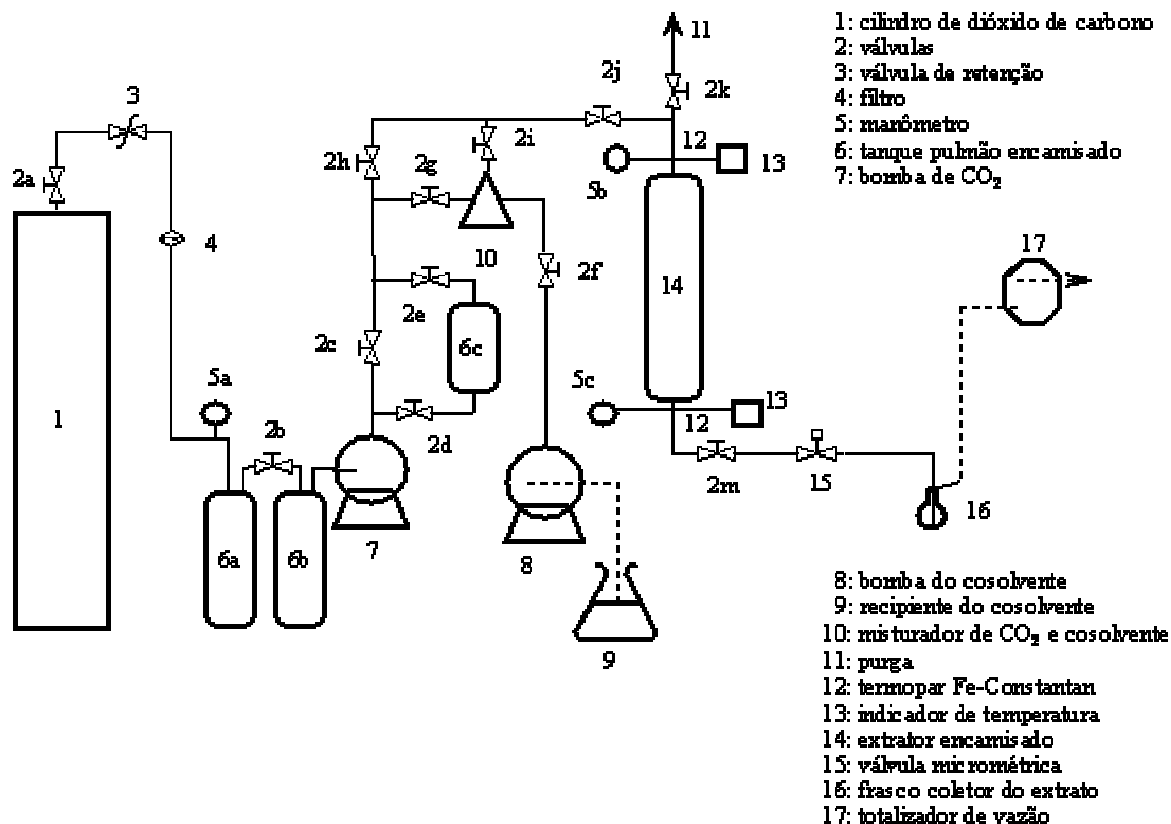 1: cilindro de dióxido de carbono
2: válvulas
3: válvula de retenção
4: filtro
5: manômetro
6: tanque pulmão encamisado
7: bomba de CO₂
11
2j
2k
3
2i
12
2h
2g
13
2a
5b
4
10
2f
17
14
2e
2c
6c
5a
5c
13
1
2b
2d
12
2m
15
6a
6b
16
7
8
9
8: bomba do cosolvente
9: recipiente do cosolvente
10: misturador de CO₂ e cosolvente
11: purga
12: termopar Fe-Constantan
13: indicador de temperatura
14: extrator encamisado
15: válvula micrométrica
16: frasco coletor do extrato
17: totalizador de vazão